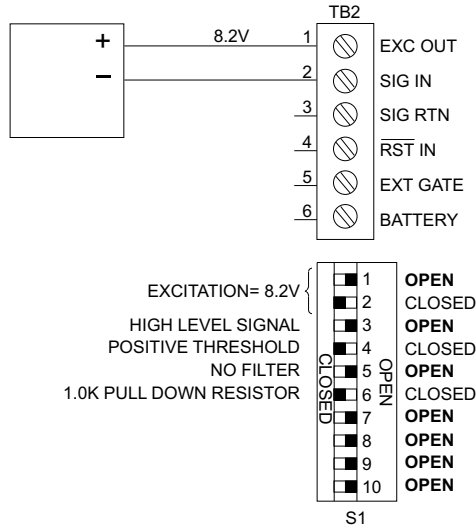 TB2
+ 8.2V 1 EXC OUT
− 2 SIG IN
3 SIG RTN
4 RST IN
5 EXT GATE
6 BATTERY
EXCITATION= 8.2V
1 OPEN
2 CLOSED
HIGH LEVEL SIGNAL 3 OPEN
POSITIVE THRESHOLD 4 CLOSED
NO FILTER 5 OPEN
1.0K PULL DOWN RESISTOR 6 CLOSED
7 OPEN
8 OPEN
9 OPEN
10 OPEN
CLOSED
OPEN
S1